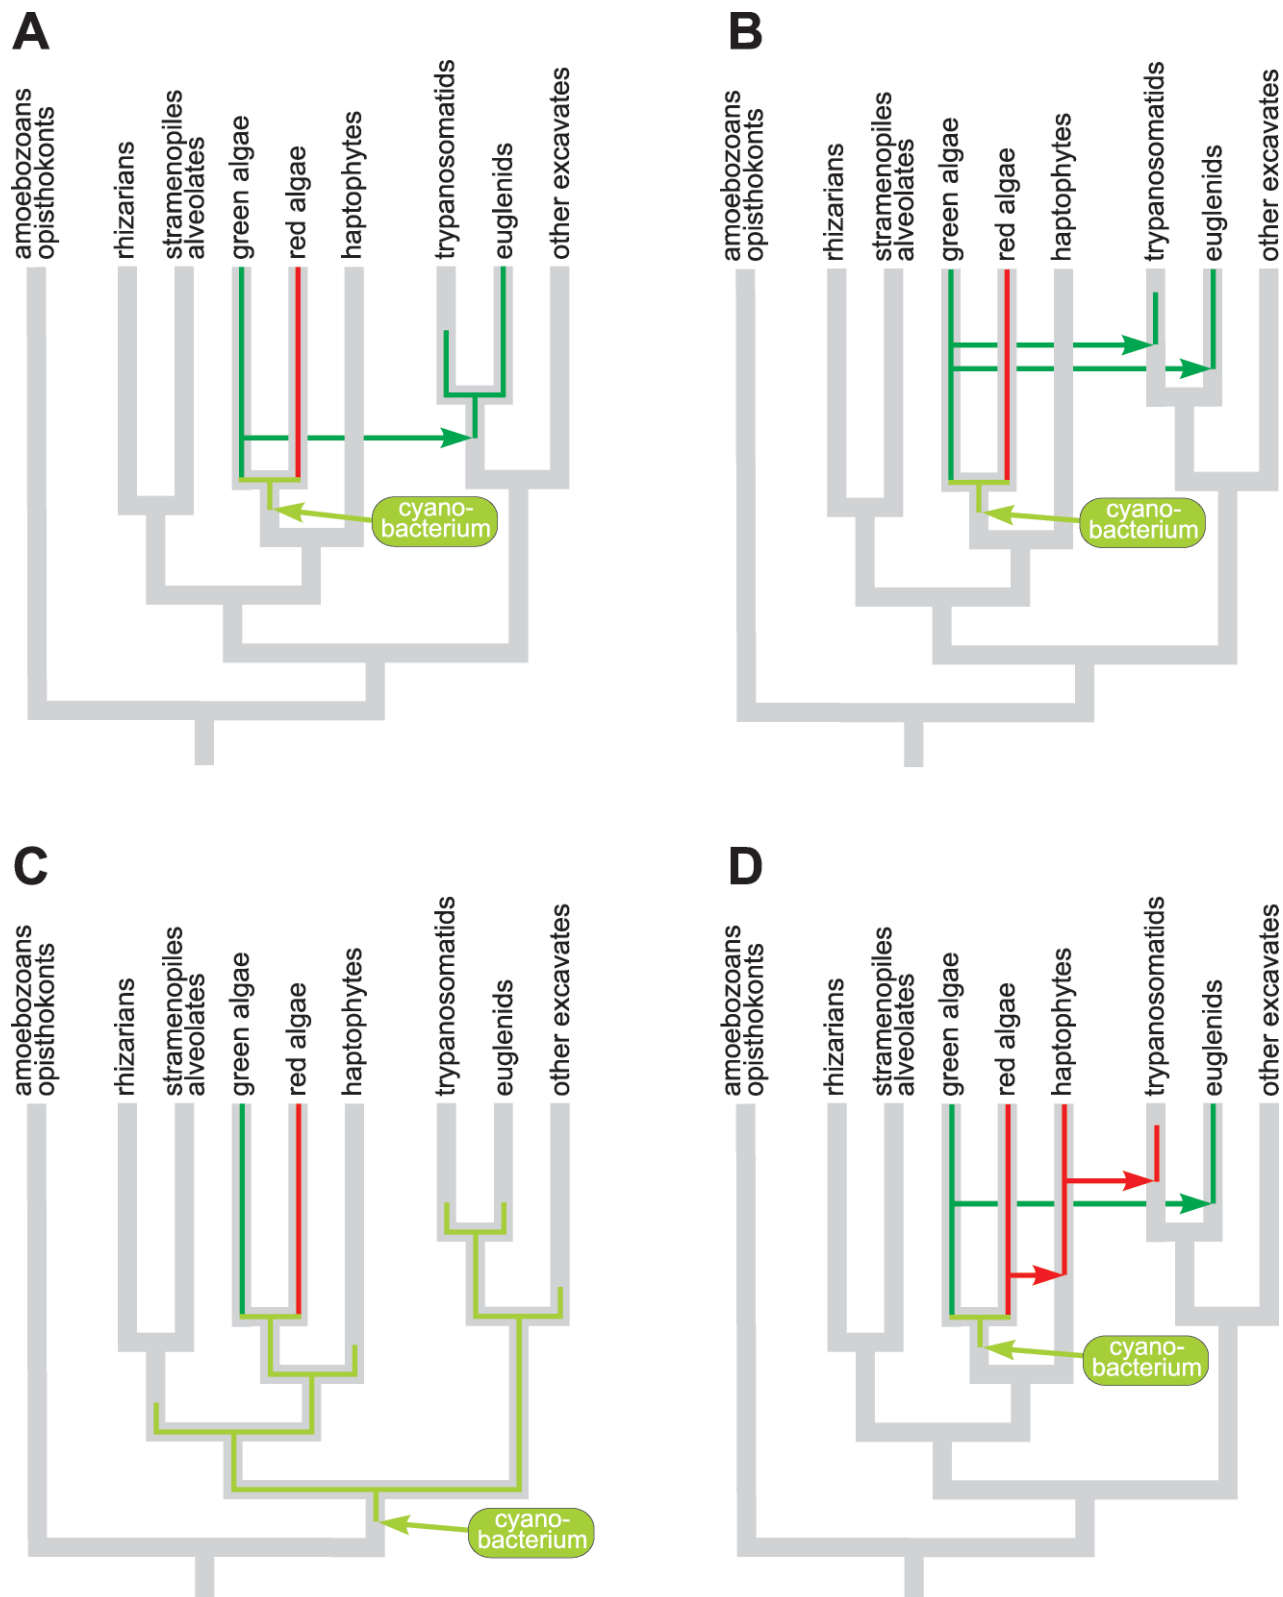 A
amoebozoans
opisthokonts
rhizarians
stramenopiles
alveolates
green algae
red algae
haptophytes
trypanosomatids
euglenids
other excavates
cyano-
bacterium
B
amoebozoans
opisthokonts
rhizarians
stramenopiles
alveolates
green algae
red algae
haptophytes
trypanosomatids
euglenids
other excavates
cyano-
bacterium
C
amoebozoans
opisthokonts
rhizarians
stramenopiles
alveolates
green algae
red algae
haptophytes
trypanosomatids
euglenids
other excavates
cyano-
bacterium
D
amoebozoans
opisthokonts
rhizarians
stramenopiles
alveolates
green algae
red algae
haptophytes
trypanosomatids
euglenids
other excavates
cyano-
bacterium